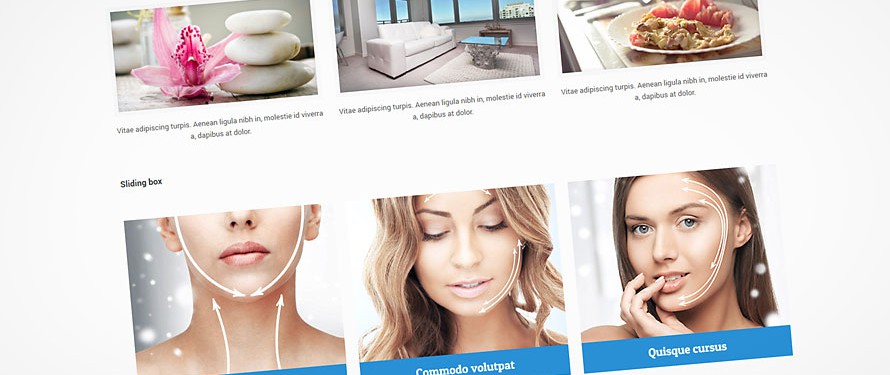 Vitae adipiscing turpis. Aenean ligula nibh in, molestie id viverra
a, dapibus at dolor.
Vitae adipiscing turpis. Aenean ligula nibh in, molestie id viverra
a, dapibus at dolor.
Vitae adipiscing turpis. Aenean ligula nibh in, molestie id viverra
a, dapibus at dolor.
Sliding box
Commodo volutpat
Quisque cursus